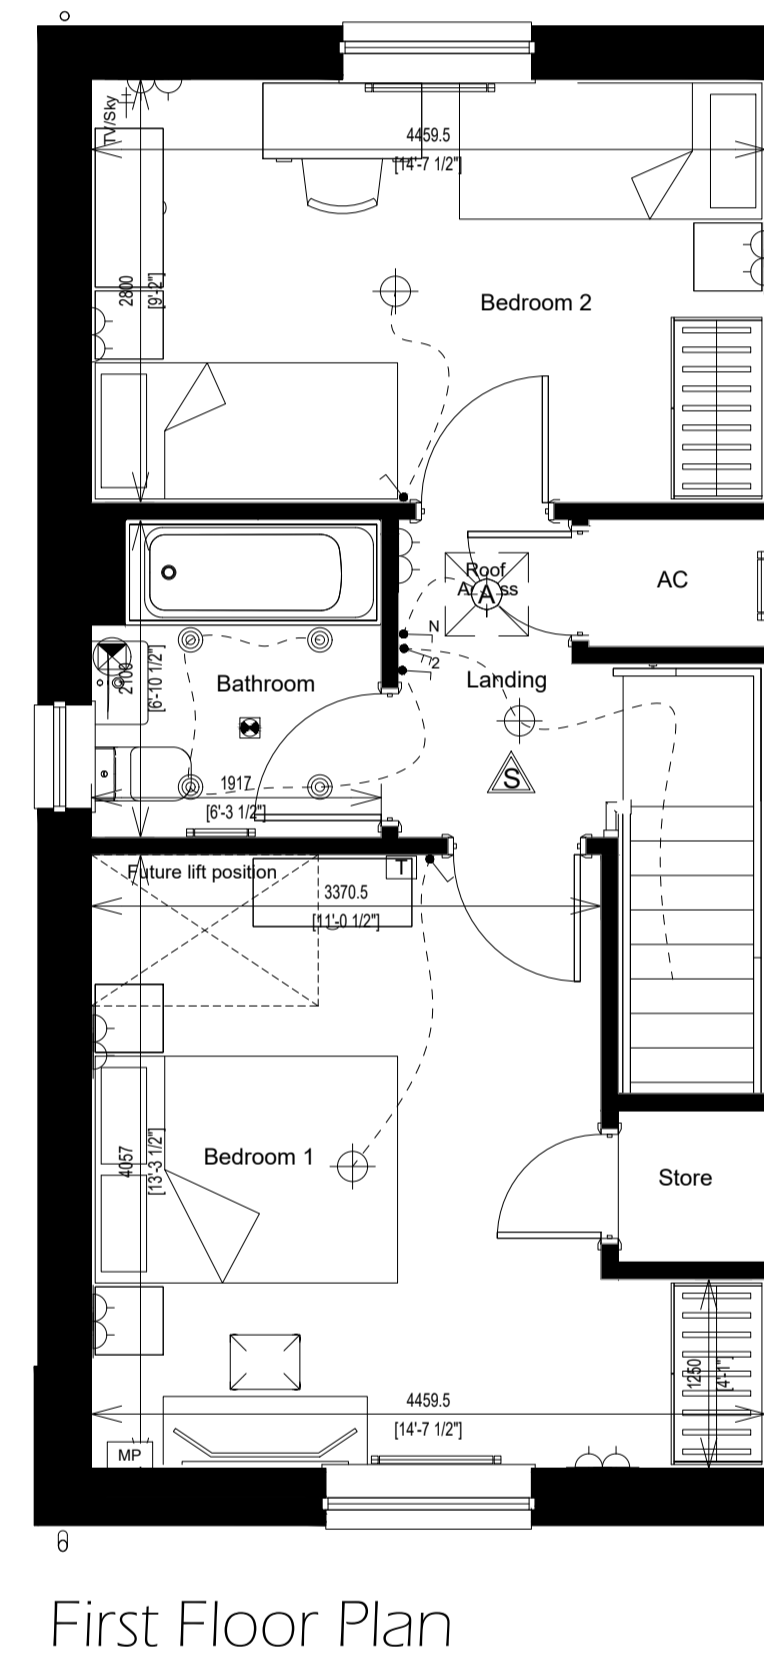 TV/Sky
4459.5
[14'-7 1/2"]
2800
[9'-2"]
Bedroom 2
Roof
AC
N
2
Landing
A
S
Bathroom
2100
[6'-10 1/2"]
1917
[6'-3 1/2"]
Future lift position
T
3370.5
[11'-0 1/2"]
Bedroom 1
4057
[13'-3 1/2"]
Store
1250
[4'-1"]
4459.5
[14'-7 1/2"]
MP
First Floor Plan